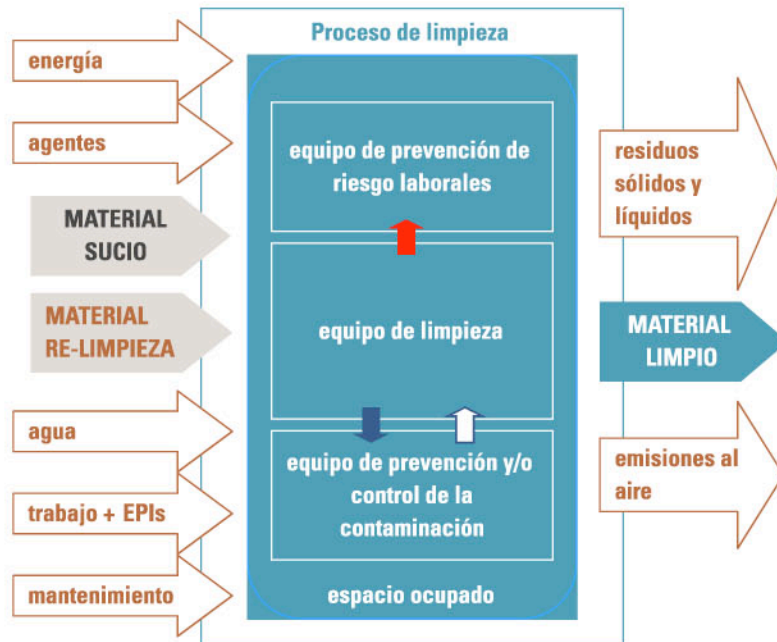 Proceso de limpieza
energía
agentes
MATERIAL
SUCIO
MATERIAL
RE-LIMPIEZA
agua
trabajo + EPIs
mantenimiento
equipo de prevención de
riesgo laborales
equipo de limpieza
equipo de prevención y/o
control de la
contaminación
espacio ocupado
residuos
sólidos y
líquidos
MATERIAL
LIMPIO
emisiones al
aire